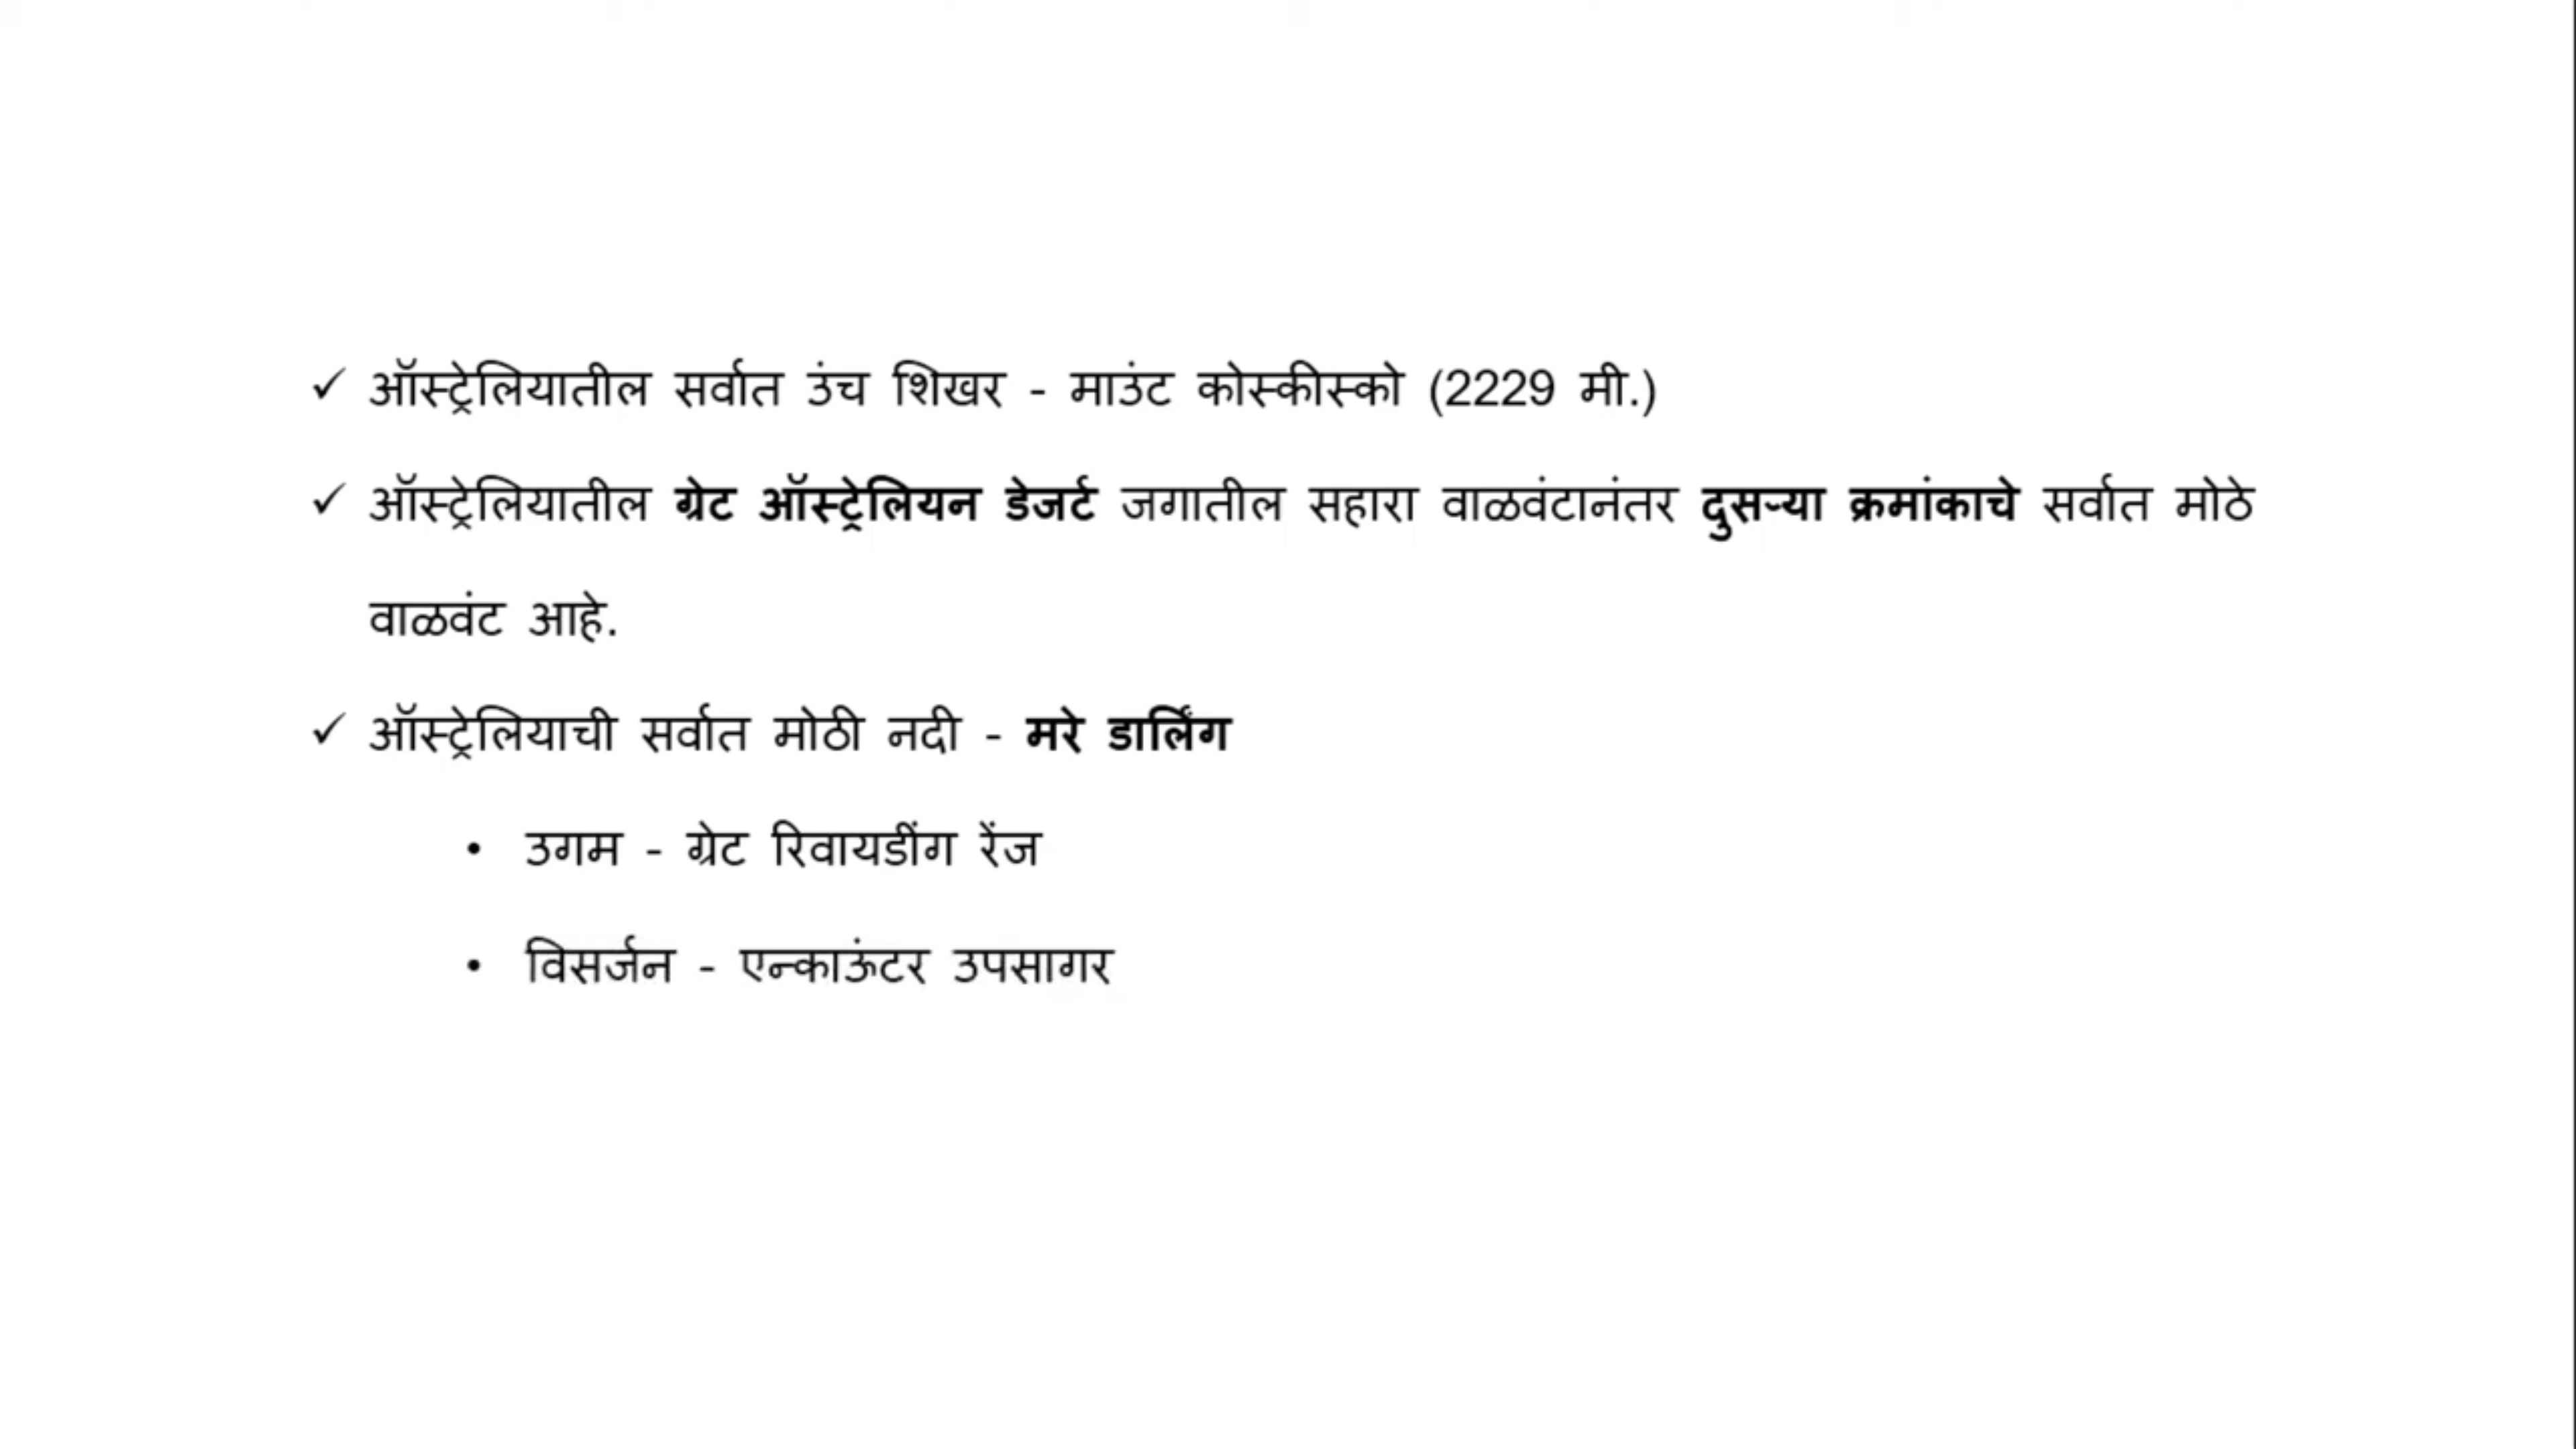 ✓ ऑस्ट्रेलियातील सर्वात उंच शिखर - माउंट कोस्कीस्को (2229 मी.)
✓ ऑस्ट्रेलियातील ग्रेट ऑस्ट्रेलियन डेजर्ट जगातील सहारा वाळवंटानंतर दुसऱ्या क्रमांकाचे सर्वात मोठे
वाळवंट आहे.
✓ ऑस्ट्रेलियाची सर्वात मोठी नदी - मरे डार्लिंग
• उगम - ग्रेट रिवायडींग रेंज
• विसर्जन - एन्काऊंटर उपसागर